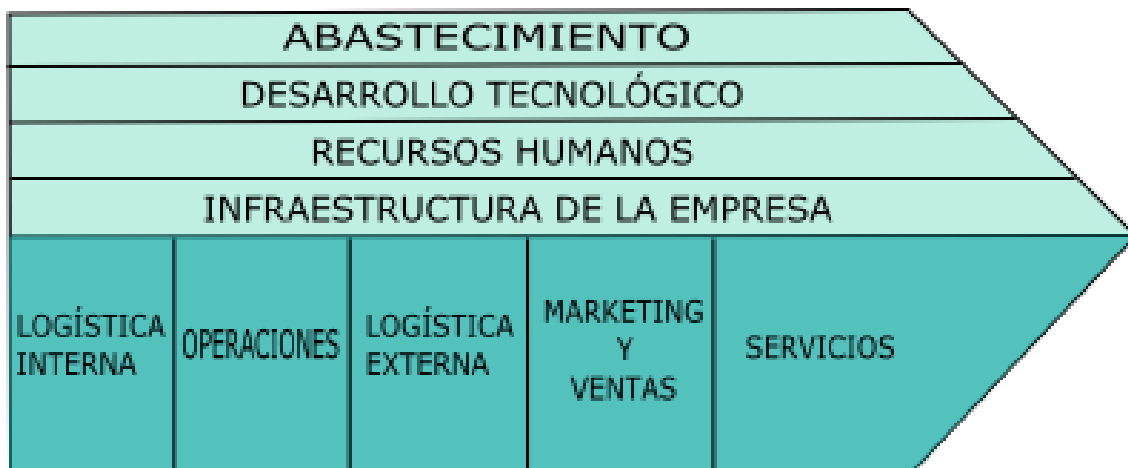 ABASTECIMIENTO
DESARROLLO TECNOLÓGICO
RECURSOS HUMANOS
INFRAESTRUCTURA DE LA EMPRESA
LOGÍSTICA
INTERNA
OPERACIONES
LOGÍSTICA
EXTERNA
MARKETING
Y
VENTAS
SERVICIOS